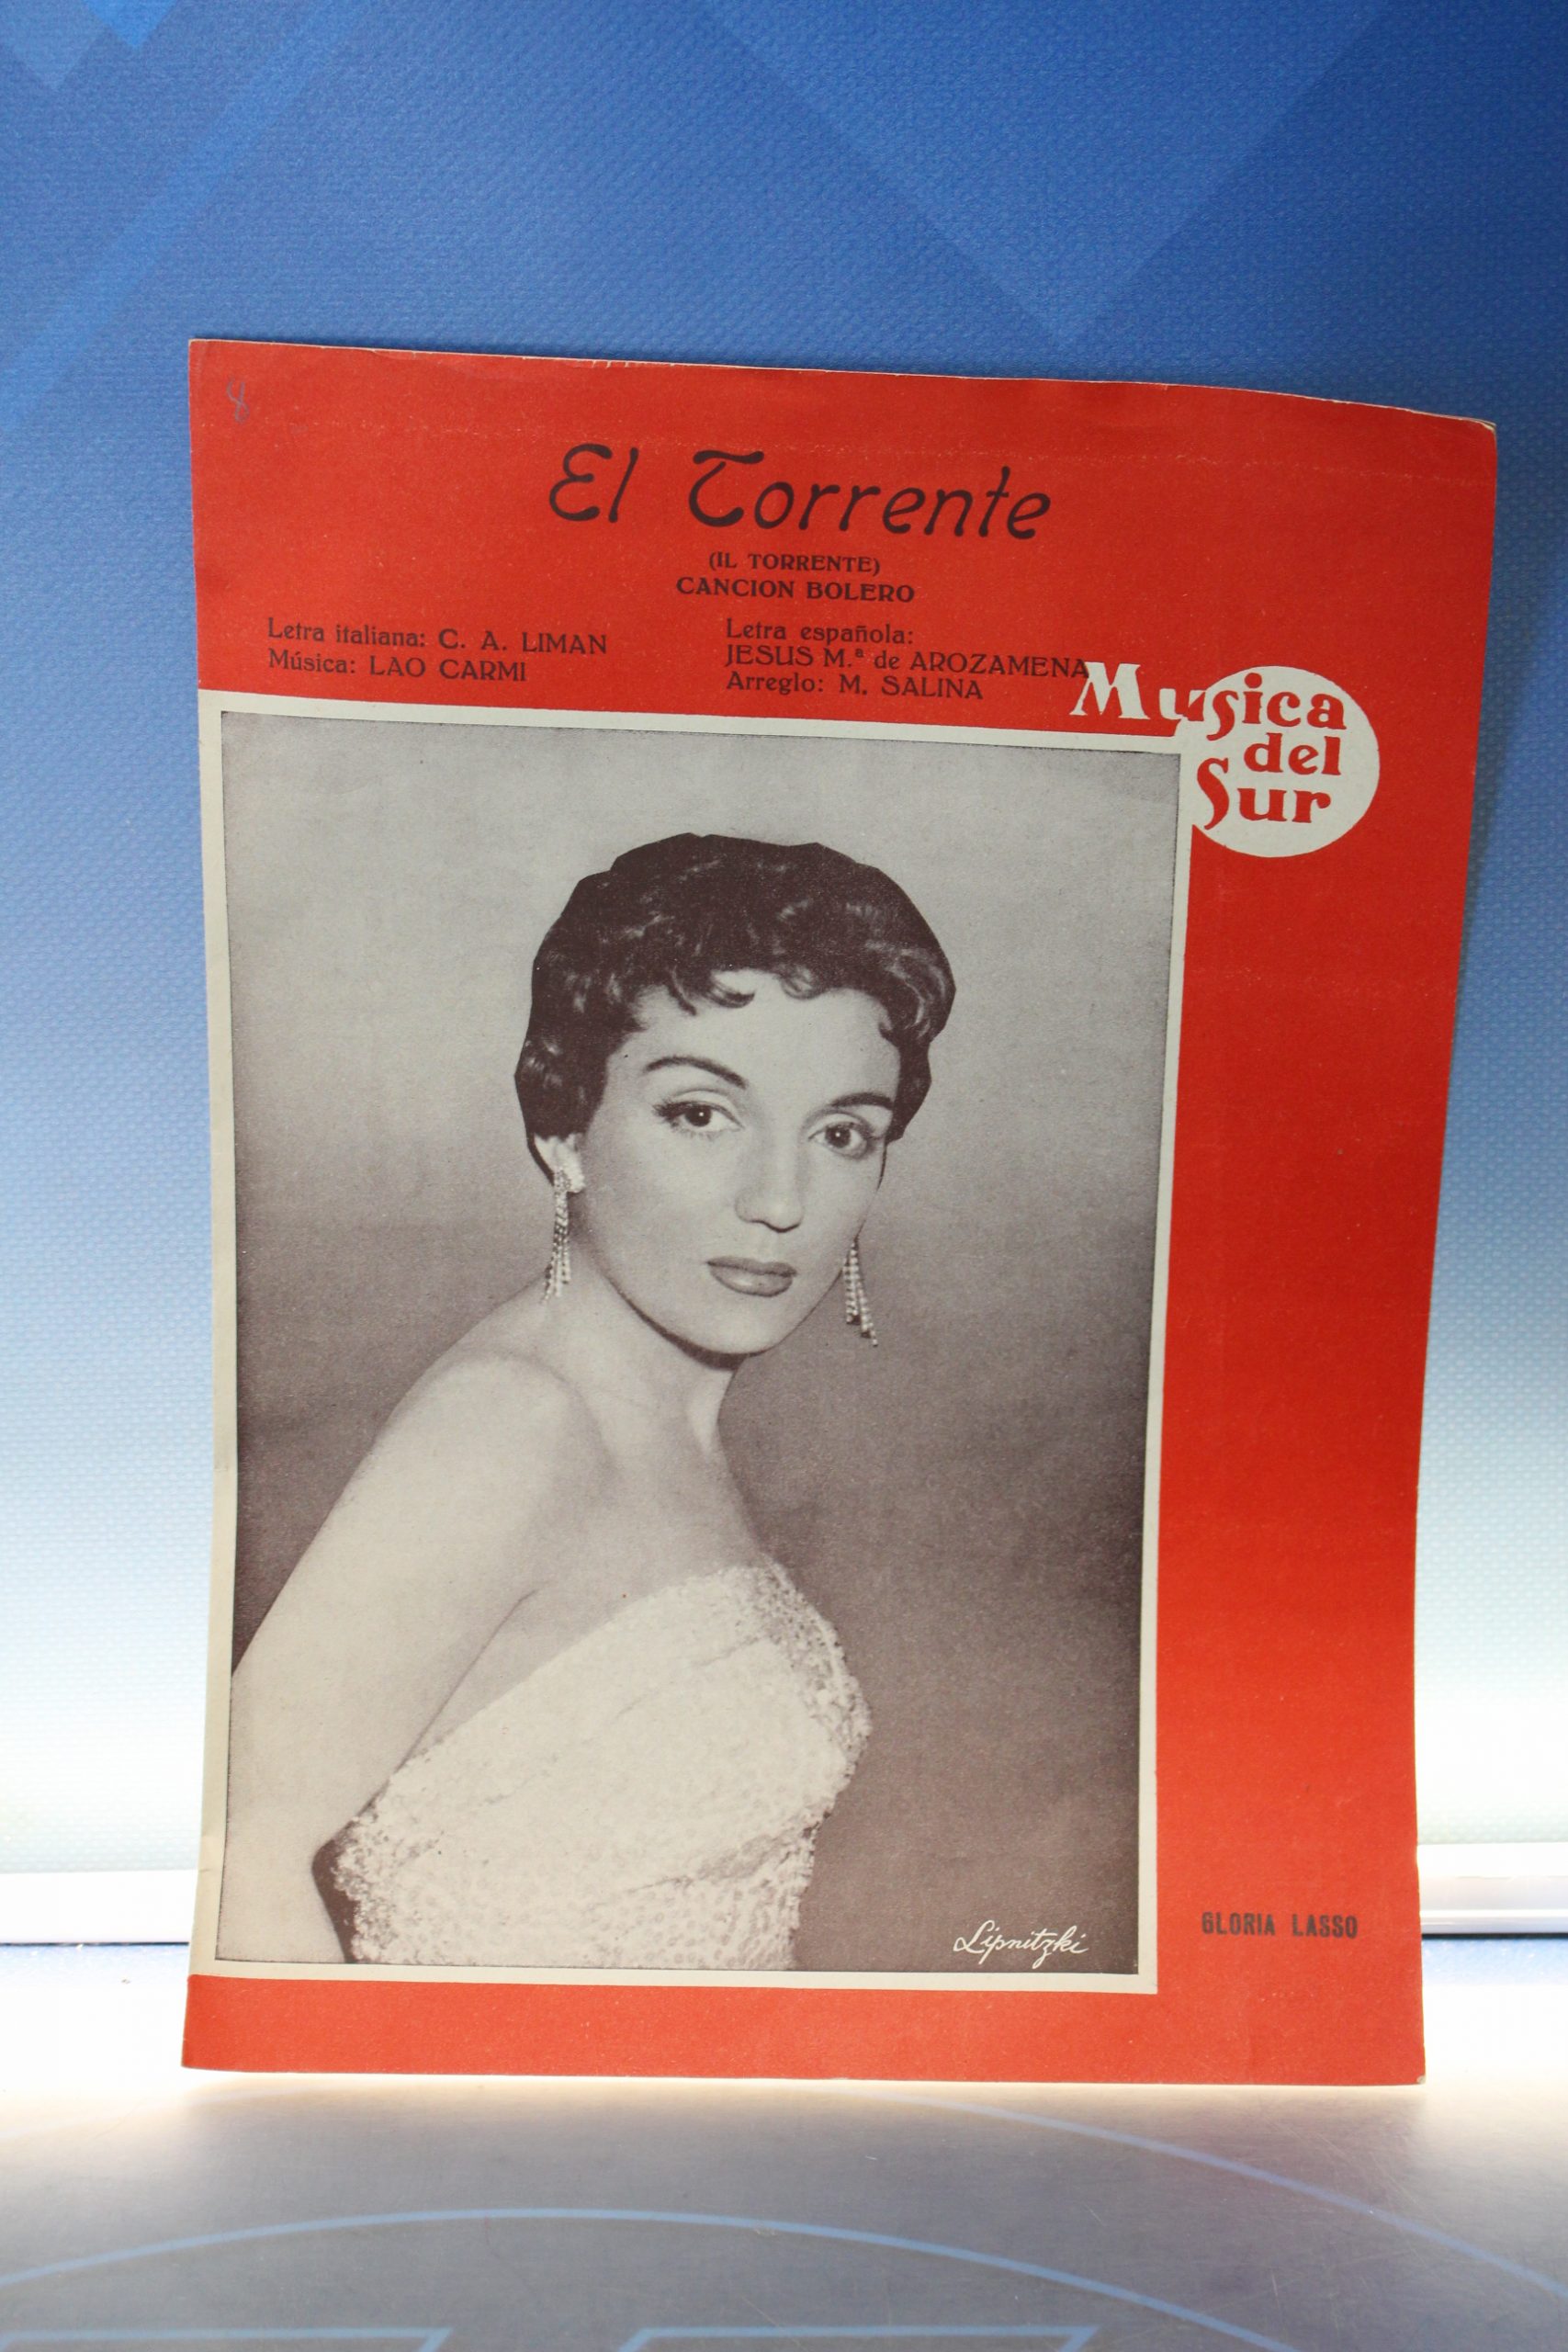 8
El Torrente
(IL TORRENTE)
CANCION BOLERO
Letra italiana: C. A. LIMAN
Música: LAO CARMI
Letra española:
JESUS M.ª de AROZAMENA
Arreglo: M. SALINA
Musica
del
Sur
Lipnitzki
GLORIA LASSO